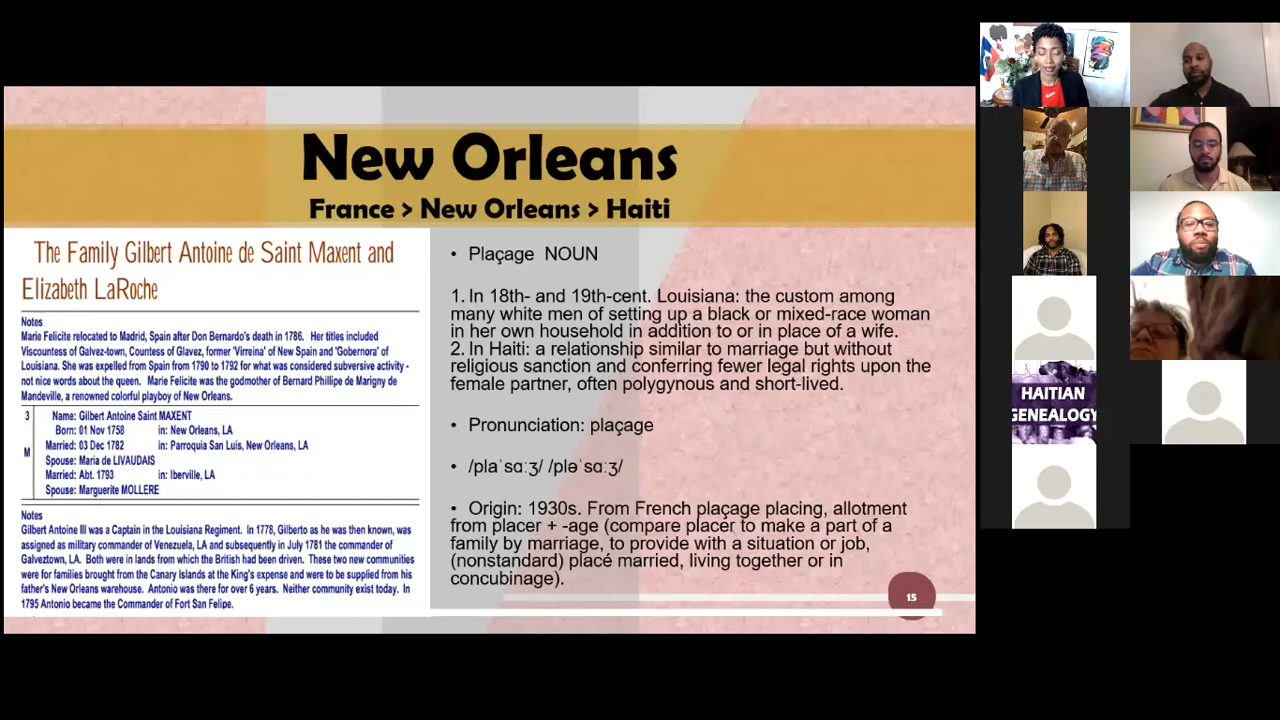 New Orleans
France > New Orleans > Haiti
The Family Gilbert Antoine de Saint Maxent and
Elizabeth LaRoche
Notes
Marie Felicite relocated to Madrid, Spain after Don Bernardo's death in 1786. Her titles included
Viscountess of Galvez-town, Countess of Glavez, former 'Virreina' of New Spain and 'Gobernora' of
Louisiana. She was expelled from Spain from 1790 to 1792 for what was considered subversive activity -
not nice words about the queen. Marie Felicite was the godmother of Bernard Phillipe de Marigny de
Mandeville, a renowned colorful playboy of New Orleans.
3 Name: Gilbert Antoine Saint MAXENT
Born: 01 Nov 1758 in: New Orleans, LA
M Married: 03 Dec 1782 in: Parroquia San Luis, New Orleans, LA
Spouse: Maria de LIVAUDAIS
Married: Abt. 1793 in: Iberville, LA
Spouse: Marguerite MOLLERE
Notes
Gilbert Antoine III was a Captain in the Louisiana Regiment. In 1778, Gilberto as he was then known, was
assigned as military commander of Venezuela, LA and subsequently in July 1781 the commander of
Galveztown, LA. Both were in lands from which the British had been driven. These two new communities
were for families brought from the Canary Islands at the King's expense and were to be supplied from his
father's New Orleans warehouse. Antonio was there for over 6 years. Neither community exist today. In
1795 Antonio became the Commander of Fort San Felipe.
• Plaçage NOUN
1. In 18th- and 19th-cent. Louisiana: the custom among
many white men of setting up a black or mixed-race woman
in her own household in addition to or in place of a wife.
2. In Haiti: a relationship similar to marriage but without
religious sanction and conferring fewer legal rights upon the
female partner, often polygynous and short-lived.
• Pronunciation: plaçage
• /plaˈsɑːʒ/ /pləˈsɑːʒ/
• Origin: 1930s. From French plaçage placing, allotment
from placer + -age (compare placer to make a part of a
family by marriage, to provide with a situation or job,
(nonstandard) placé married, living together or in
concubinage).
15
HAITIAN
GENEALOGY